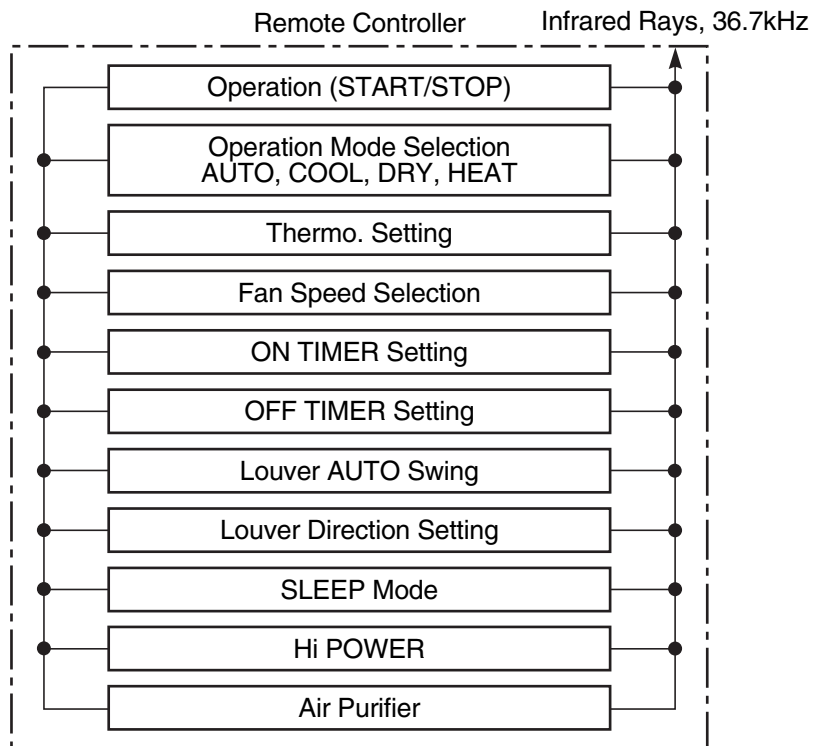 Remote Controller
Infrared Rays, 36.7kHz
Operation (START/STOP)
Operation Mode Selection
AUTO, COOL, DRY, HEAT
Thermo. Setting
Fan Speed Selection
ON TIMER Setting
OFF TIMER Setting
Louver AUTO Swing
Louver Direction Setting
SLEEP Mode
Hi POWER
Air Purifier